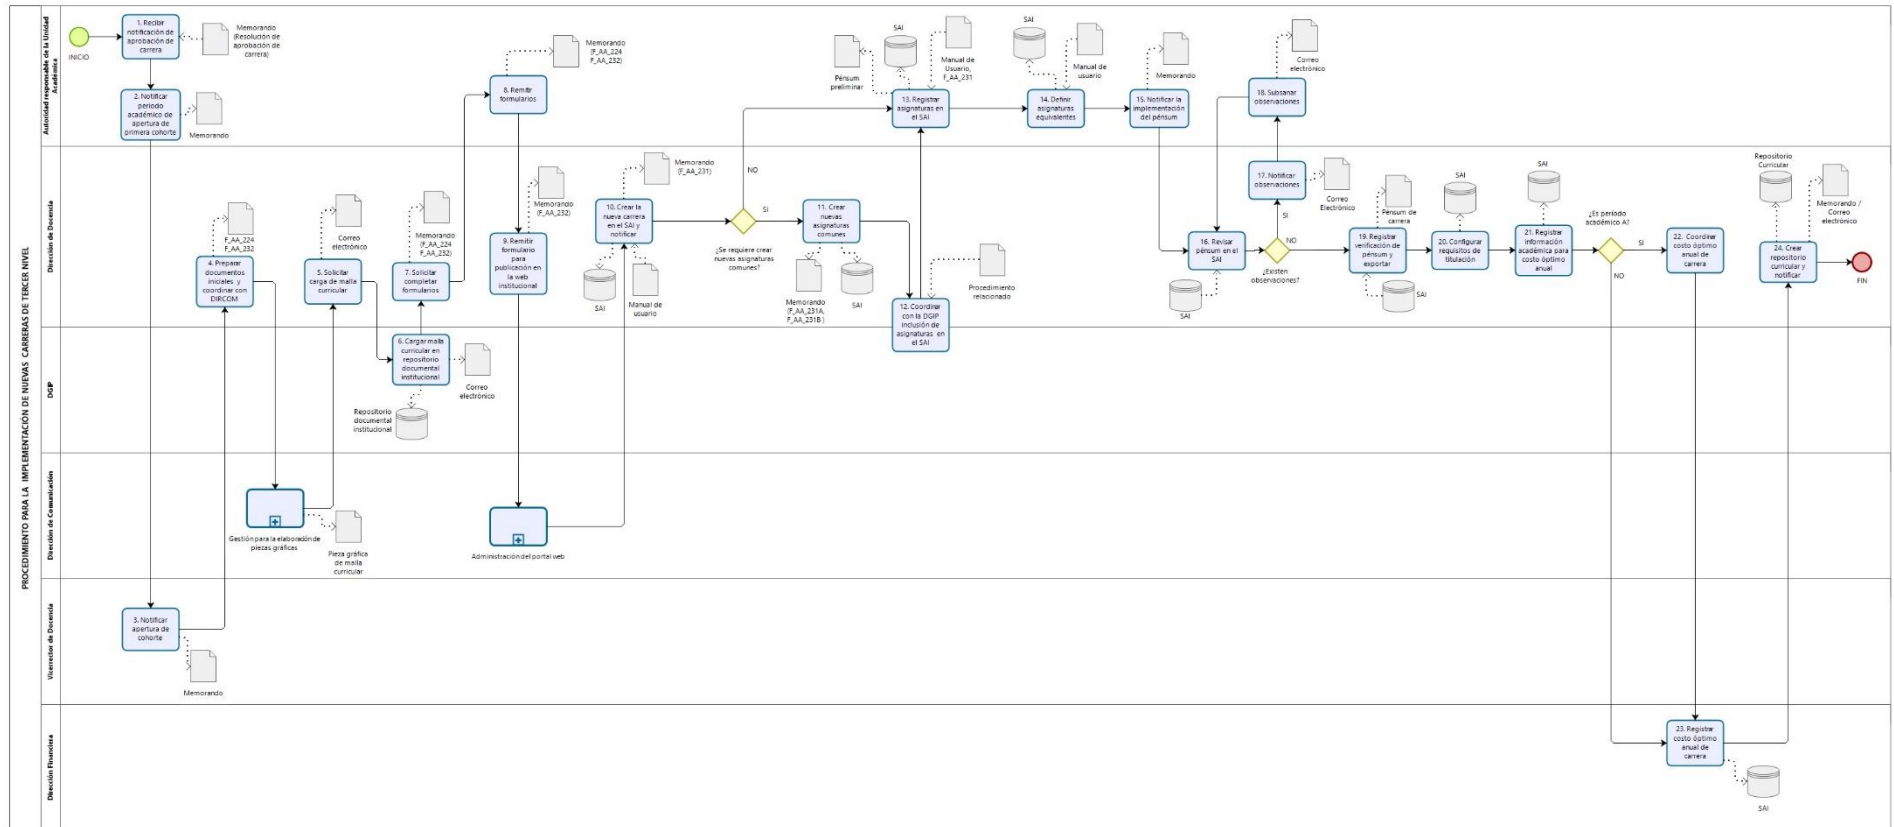 PROCEDIMIENTO PARA LA IMPLEMENTACIÓN DE NUEVAS CARRERAS DE TERCER NIVEL
Autoridad responsable de la Unidad
Académica
INICIO
1. Recibir
notificación de
aprobación de
carrera
Memorando
(Resolución de
aprobación de
carrera)
2. Notificar
periodo
académico de
apertura de
primera cohorte
Memorando
8. Remitir
formularios
Memorando
(F_AA_224
F_AA_232)
13. Registrar
asignaturas en
el SAI
Pénsum
preliminar
SAI
Manual de
Usuario,
F_AA_231
14. Definir
asignaturas
equivalentes
SAI
Manual de
usuario
15. Notificar la
implementación
del pénsum
Memorando
18. Subsanar
observaciones
Correo
electrónico
Dirección de Docencia
4. Preparar
documentos
iniciales y
coordinar con
DIRCOM
F_AA_224
F_AA_232
5. Solicitar
carga de malla
curricular
Correo
electrónico
7. Solicitar
completar
formularios
Memorando
(F_AA_224
F_AA_232)
9. Remitir
formulario
para
publicación en
la web
institucional
Memorando
(F_AA_232)
10. Crear la
nueva carrera
en el SAI y
notificar
Memorando
(F_AA_231)
SAI
Manual de
usuario
NO
SI
¿Se requiere crear
nuevas asignaturas
comunes?
11. Crear
nuevas
asignaturas
comunes
Memorando
(F_AA_231A,
F_AA_231B )
SAI
12. Coordinar
con la DGIP
inclusión de
asignaturas en
el SAI
Procedimiento
relacionado
16. Revisar
pénsum en el
SAI
SAI
17. Notificar
observaciones
Correo
Electrónico
SI
NO
¿Existen
observaciones?
19. Registrar
verificación de
pénsum y
exportar
Pénsum de
carrera
SAI
20. Configurar
requisitos de
titulación
SAI
21. Registrar
información
académica para
costo óptimo
anual
SAI
¿Es período
académico A?
SI
NO
22. Coordinar
costo óptimo
anual de
carrera
24. Crear
repositorio
curricular y
notificar
Repositorio
Curricular
Memorando /
Correo
electrónico
FIN
DGIP
6. Cargar malla
curricular en
repositorio
documental
institucional
Correo
electrónico
Repositorio
documental
institucional
Dirección de Comunicación
Gestión para la elaboración de
piezas gráficas
Pieza gráfica
de malla
curricular
Administración del portal web
Vicerrector de Docencia
3. Notificar
apertura de
cohorte
Memorando
Dirección Financiera
23. Registrar
costo óptimo
anual de
carrera
SAI